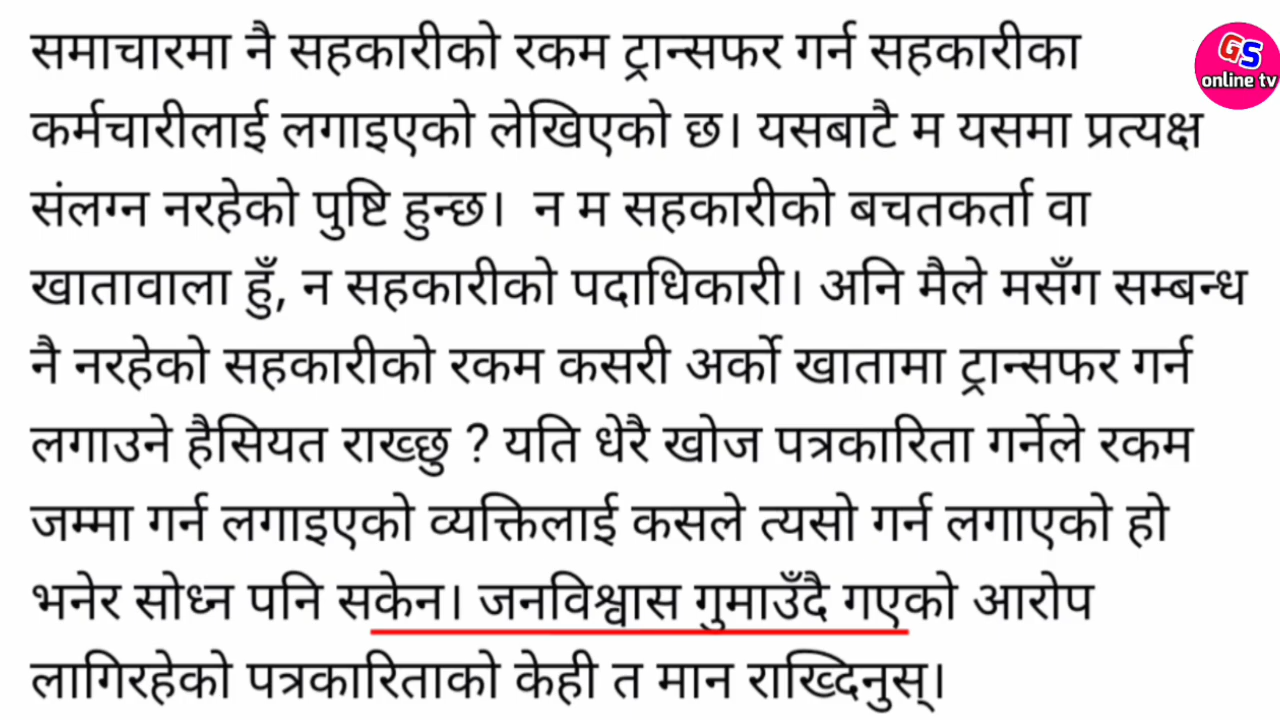 समाचारमा नै सहकारीको रकम ट्रान्सफर गर्न सहकारीका
कर्मचारीलाई लगाइएको लेखिएको छ। यसबाटै म यसमा प्रत्यक्ष
संलग्न नरहेको पुष्टि हुन्छ। न म सहकारीको बचतकर्ता वा
खातावाला हुँ, न सहकारीको पदाधिकारी। अनि मैले मसँग सम्बन्ध
नै नरहेको सहकारीको रकम कसरी अर्को खातामा ट्रान्सफर गर्न
लगाउने हैसियत राख्छु ? यति धेरै खोज पत्रकारिता गर्नेले रकम
जम्मा गर्न लगाइएको व्यक्तिलाई कसले त्यसो गर्न लगाएको हो
भनेर सोध्न पनि सकेन। जनविश्वास गुमाउँदै गएको आरोप
लागिरहेको पत्रकारिताको केही त मान राख्दिनुस्।
GS
online tv